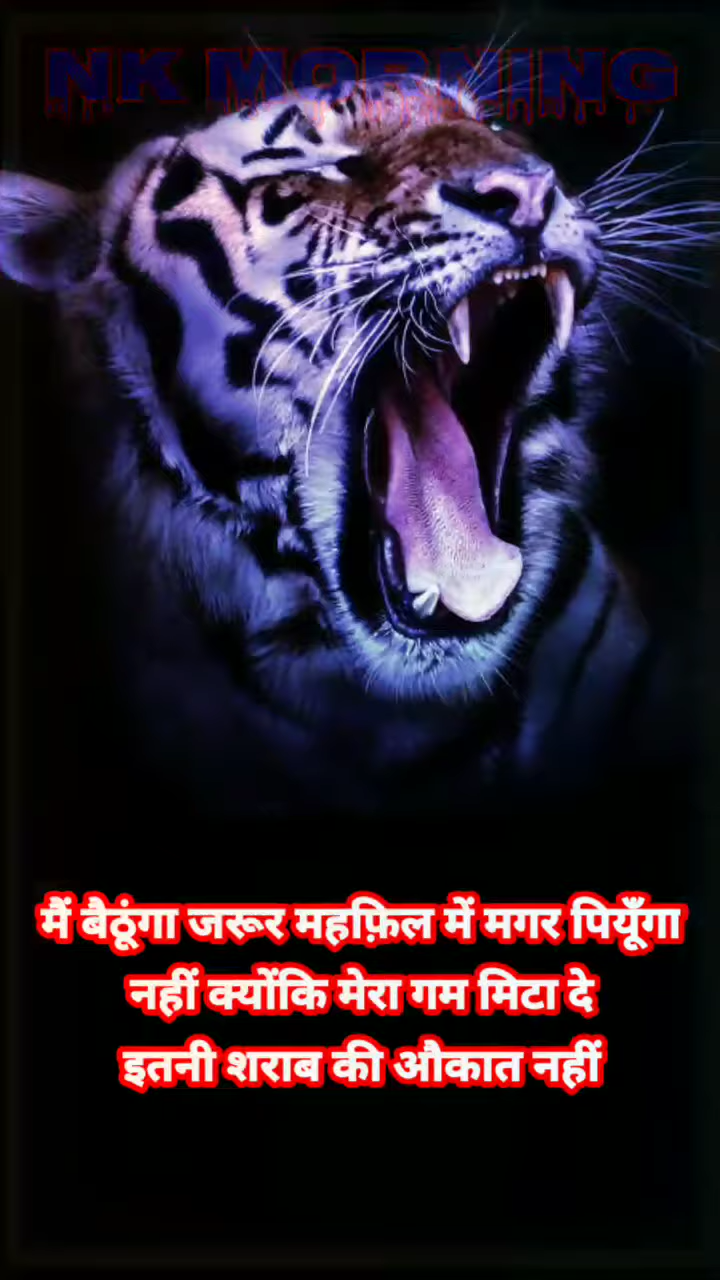 NK MORNING
मैं बैठूंगा जरूर महफ़िल में मगर पियूँगा
नहीं क्योंकि मेरा गम मिटा दे
इतनी शराब की औकात नहीं